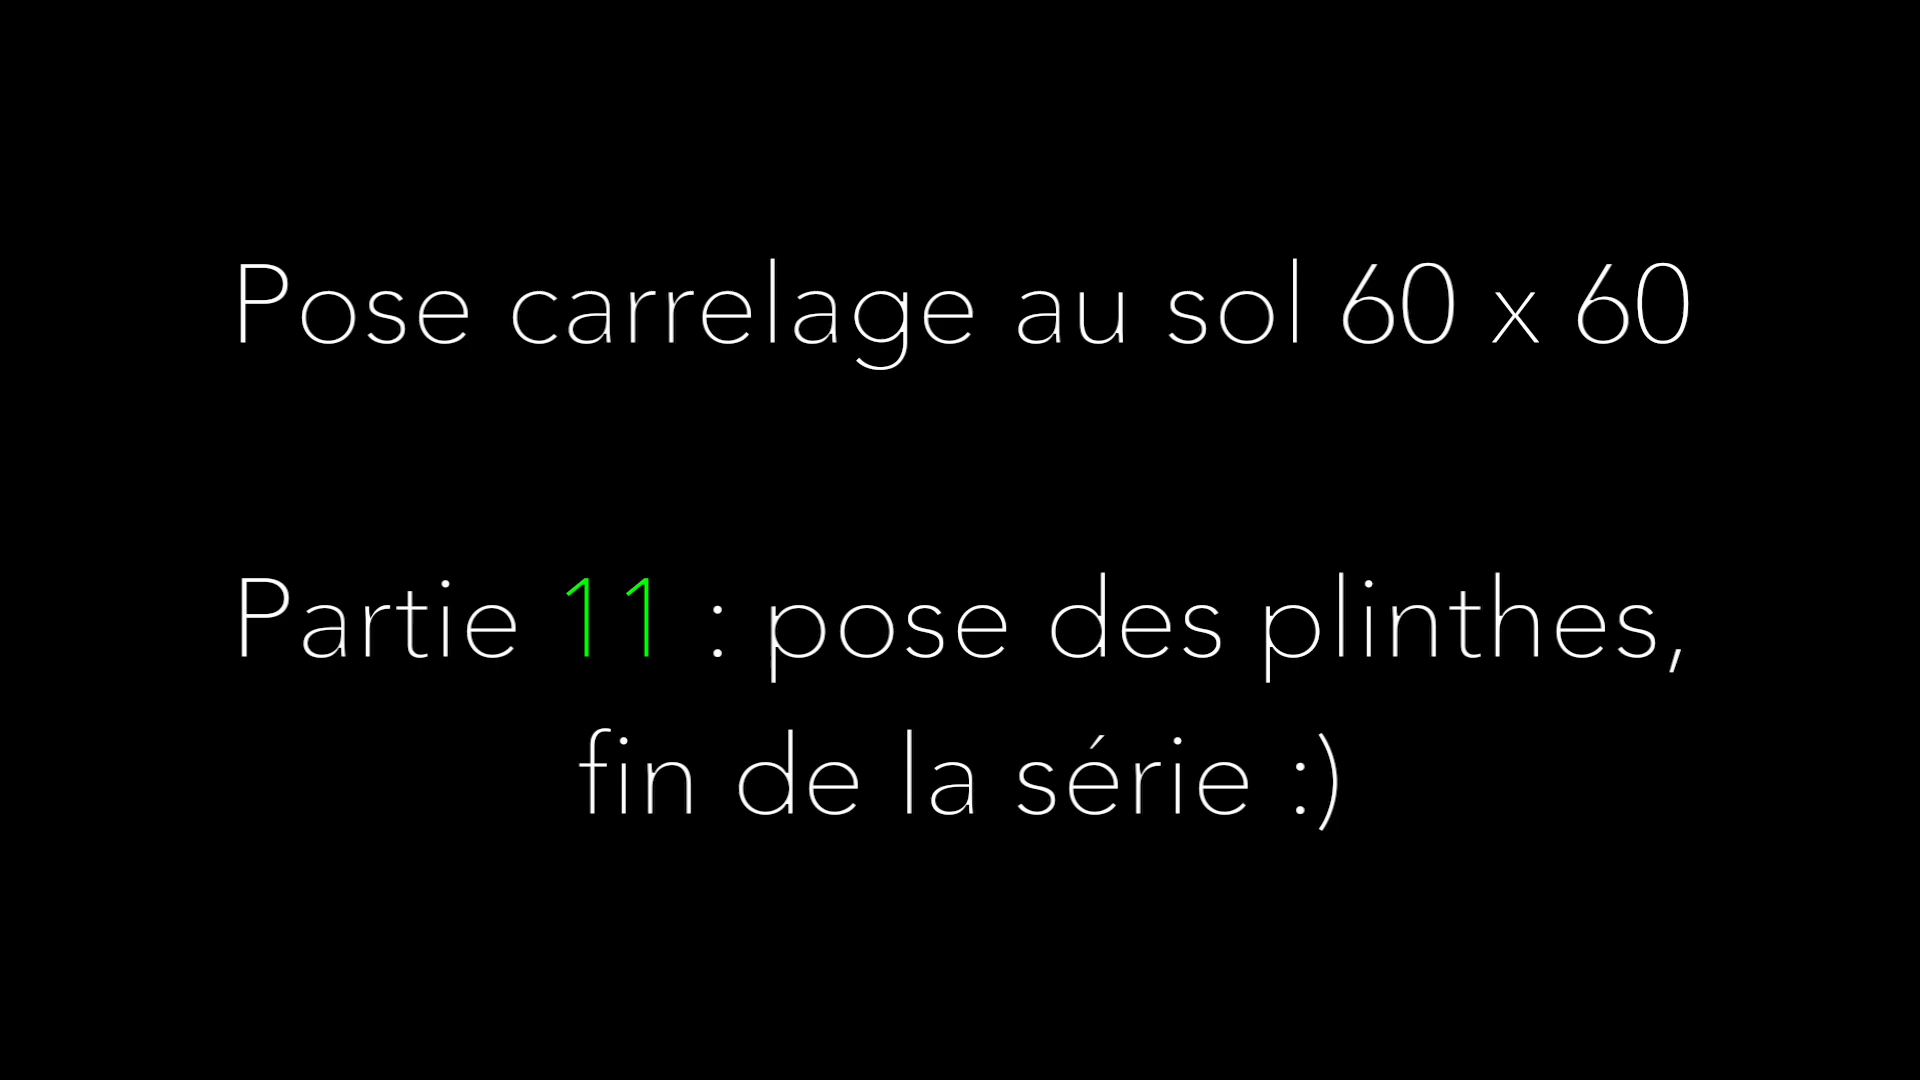 Pose carrelage au sol 60 x 60
Partie 11 : pose des plinthes,
fin de la série :)